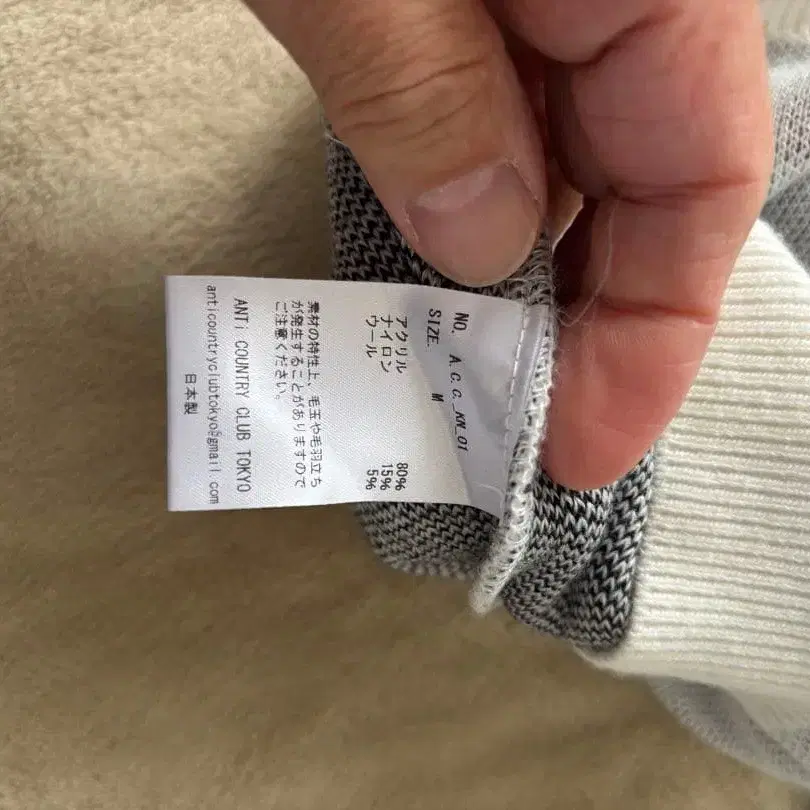 NO. A.C.C._KN_01
SIZE. M
アクリル 80%
ナイロン 15%
ウール 5%
素材の特性上、毛玉や毛羽立ち
が発生することがありますので
ご注意ください。
ANTi COUNTRY CLUB TOKYO
anticountryclubtokyo@gmail.com
日本製